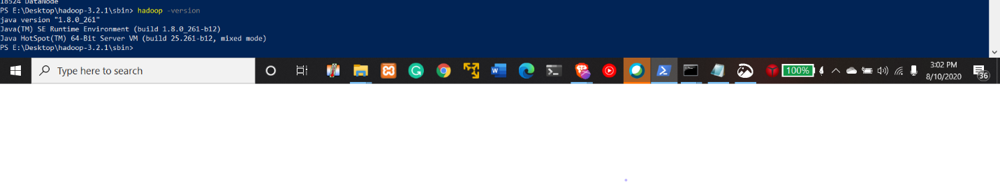 18524 DataNode
PS E:\Desktop\hadoop-3.2.1\sbin> hadoop -version
java version "1.8.0_261"
Java(TM) SE Runtime Environment (build 1.8.0_261-b12)
Java HotSpot(TM) 64-Bit Server VM (build 25.261-b12, mixed mode)
PS E:\Desktop\hadoop-3.2.1\sbin>
Type here to search
100%
3:02 PM
8/10/2020
36